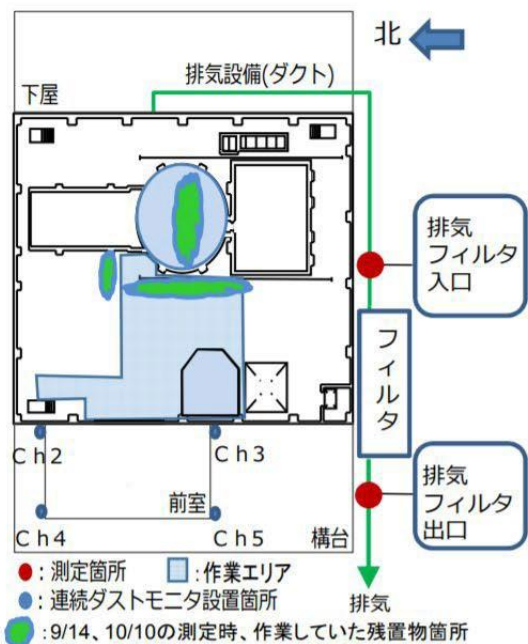 北
排気設備(ダクト)
下屋
排気
フィルタ
入口
フィルタ
Ch2
Ch3
前室
Ch4
Ch5
構台
排気
フィルタ
出口
●：測定箇所　：作業エリア
●：連続ダストモニタ設置箇所
排気
：9/14、10/10の測定時、作業していた残置物箇所